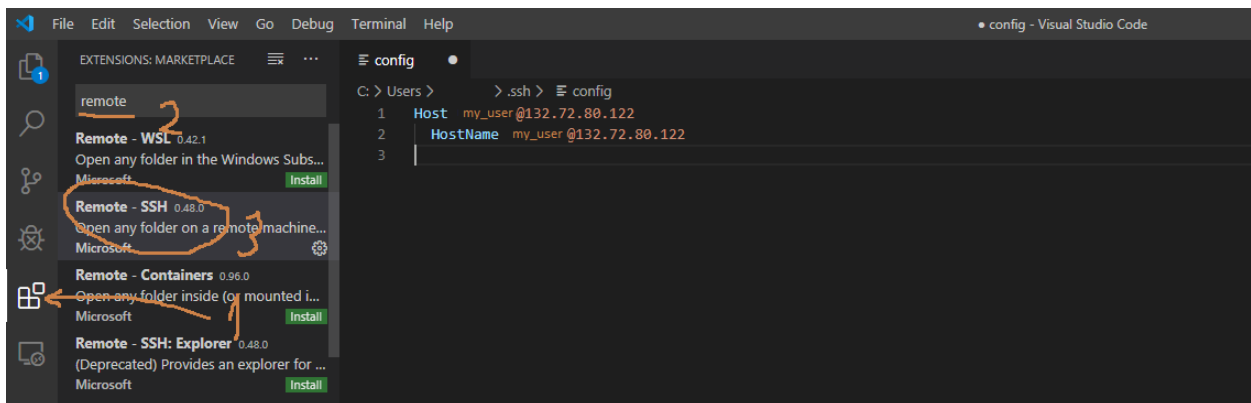 File Edit Selection View Go Debug Terminal Help
● config - Visual Studio Code
1
EXTENSIONS: MARKETPLACE
remote
2
Remote - WSL 0.42.1
Open any folder in the Windows Subs...
Microsoft
Install
Remote - SSH 0.48.0
Open any folder on a remote machine...
Microsoft
3
Remote - Containers 0.96.0
Open any folder inside (or mounted i...
Microsoft
Install
1
Remote - SSH: Explorer 0.48.0
(Deprecated) Provides an explorer for ...
Microsoft
Install
config ●
C: > Users > > .ssh > config
1 Host my_user@132.72.80.122
2 HostName my_user@132.72.80.122
3